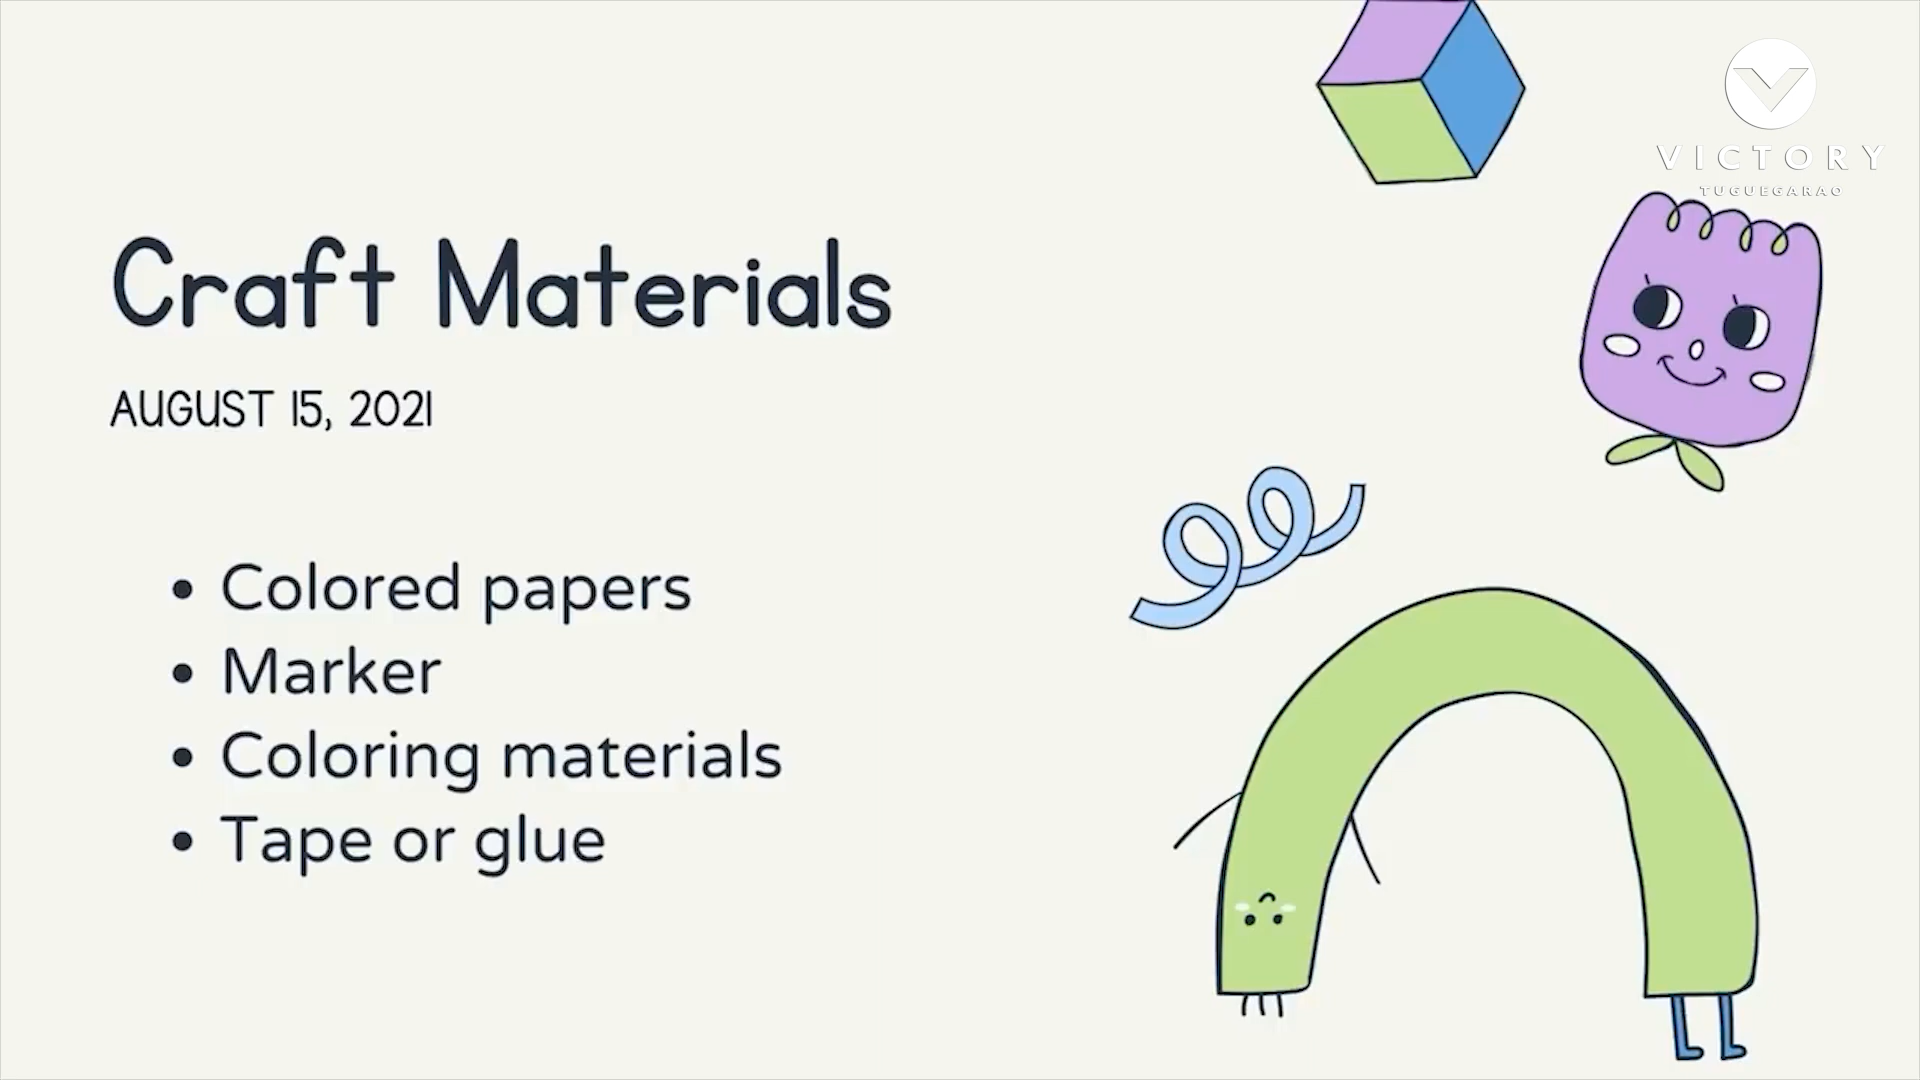 VICTORY
TUGUEGARAO
Craft Materials
AUGUST 15, 2021
• Colored papers
• Marker
• Coloring materials
• Tape or glue